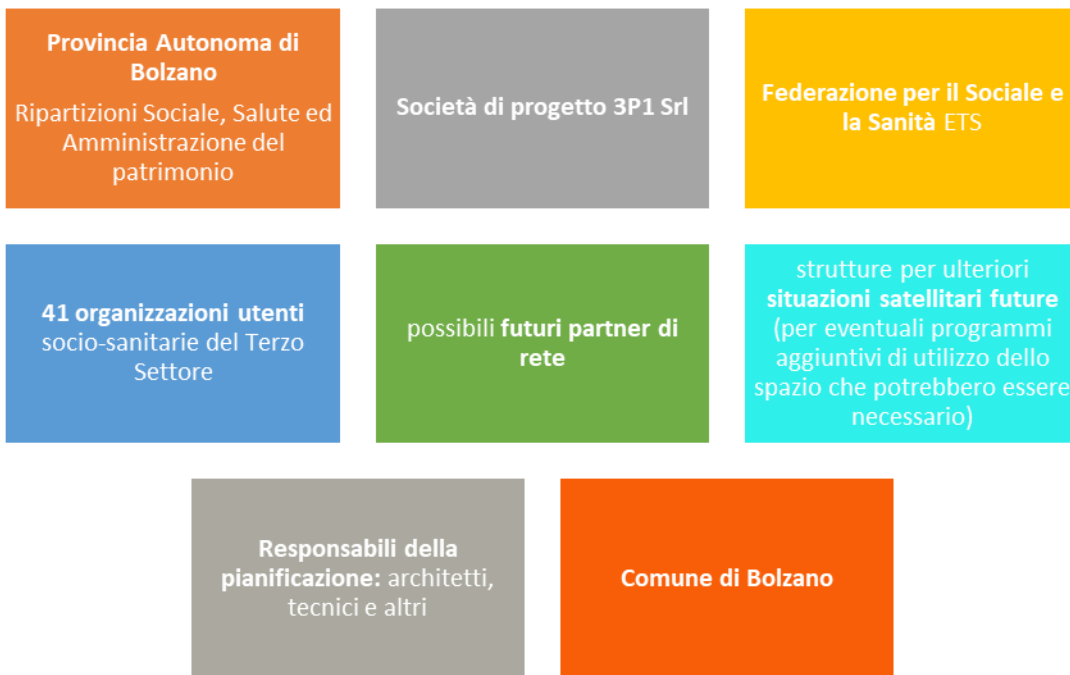 Provincia Autonoma di
Bolzano
Ripartizioni Sociale, Salute ed
Amministrazione del
patrimonio
Società di progetto 3P1 Srl
Federazione per il Sociale e
la Sanità ETS
41 organizzazioni utenti
socio-sanitarie del Terzo
Settore
possibili futuri partner di
rete
strutture per ulteriori
situazioni satellitari future
(per eventuali programmi
aggiuntivi di utilizzo dello
spazio che potrebbero essere
necessario)
Responsabili della
pianificazione: architetti,
tecnici e altri
Comune di Bolzano